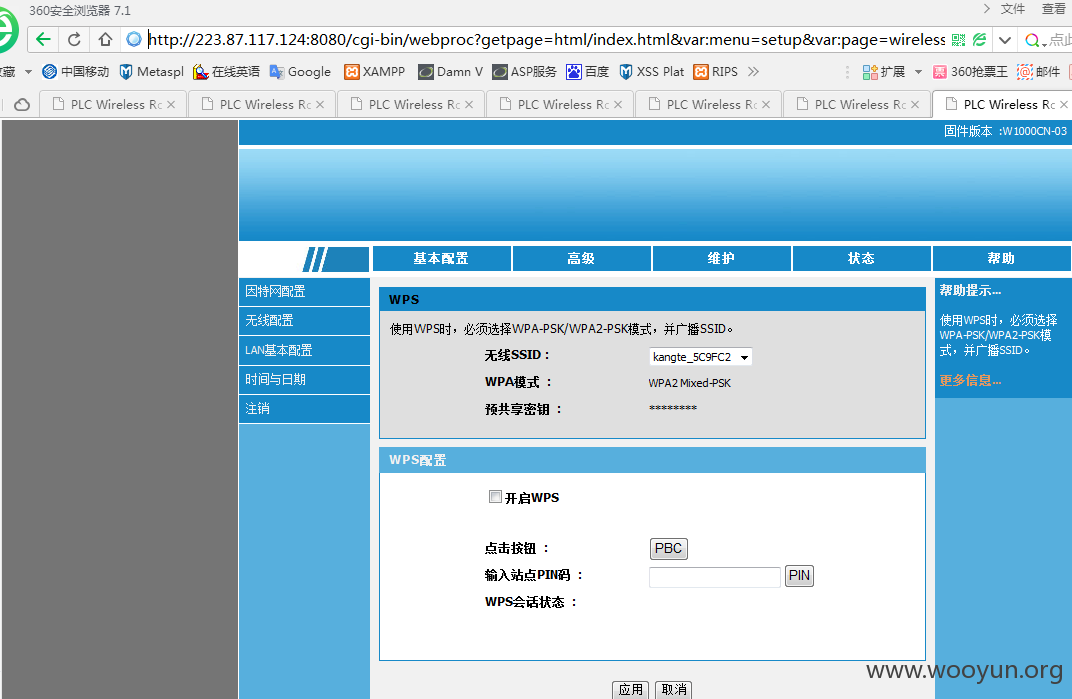 360安全浏览器 7.1
文件 查看
http://223.87.117.124:8080/cgi-bin/webproc?getpage=html/index.html&var:menu=setup&var:page=wireless
点此
藏 中国移动 Metaspl 在线英语 Google XAMPP Damn V ASP服务 百度 XSS Plat RIPS 扩展 360抢票王 邮件
PLC Wireless Rc PLC Wireless Rc PLC Wireless Rc PLC Wireless Rc PLC Wireless Rc PLC Wireless Rc PLC Wireless Rc
固件版本 :W1000CN-03
基本配置 高级 维护 状态 帮助
因特网配置
无线配置
LAN基本配置
时间与日期
注销
WPS
使用WPS时，必须选择WPA-PSK/WPA2-PSK模式，并广播SSID。
无线SSID：
kangte_5C9FC2
WPA模式 ：
WPA2 Mixed-PSK
预共享密钥 ：
********
WPS配置
开启WPS
点击按钮 ：
PBC
输入站点PIN码 ：
PIN
WPS会话状态 ：
应用 取消
帮助提示...
使用WPS时，必须选择
WPA-PSK/WPA2-PSK模
式，并广播SSID。
更多信息...
www.wooyun.org